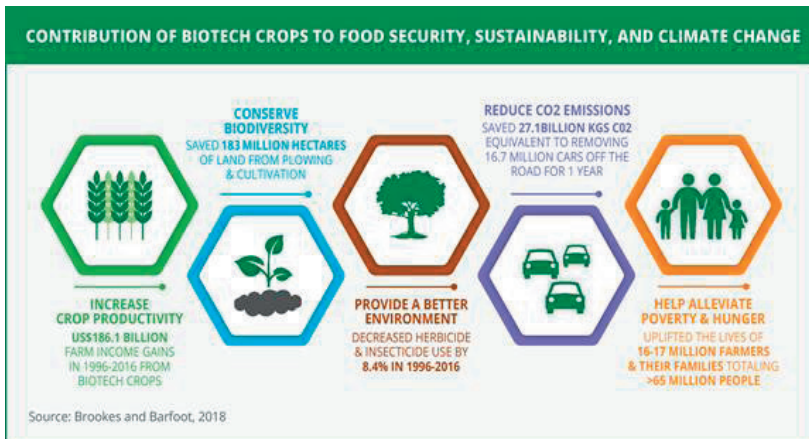 CONTRIBUTION OF BIOTECH CROPS TO FOOD SECURITY, SUSTAINABILITY, AND CLIMATE CHANGE
INCREASE
CROP PRODUCTIVITY
US$186.1 BILLION
FARM INCOME GAINS
IN 1996-2016 FROM
BIOTECH CROPS
CONSERVE
BIODIVERSITY
SAVED 183 MILLION HECTARES
OF LAND FROM PLOWING
& CULTIVATION
PROVIDE A BETTER
ENVIRONMENT
DECREASED HERBICIDE
& INSECTICIDE USE BY
8.4% IN 1996-2016
REDUCE CO2 EMISSIONS
SAVED 27.1BILLION KGS C02
EQUIVALENT TO REMOVING
16.7 MILLION CARS OFF THE
ROAD FOR 1 YEAR
HELP ALLEVIATE
POVERTY & HUNGER
UPLIFTED THE LIVES OF
16-17 MILLION FARMERS
& THEIR FAMILIES TOTALING
>65 MILLION PEOPLE
Source: Brookes and Barfoot, 2018